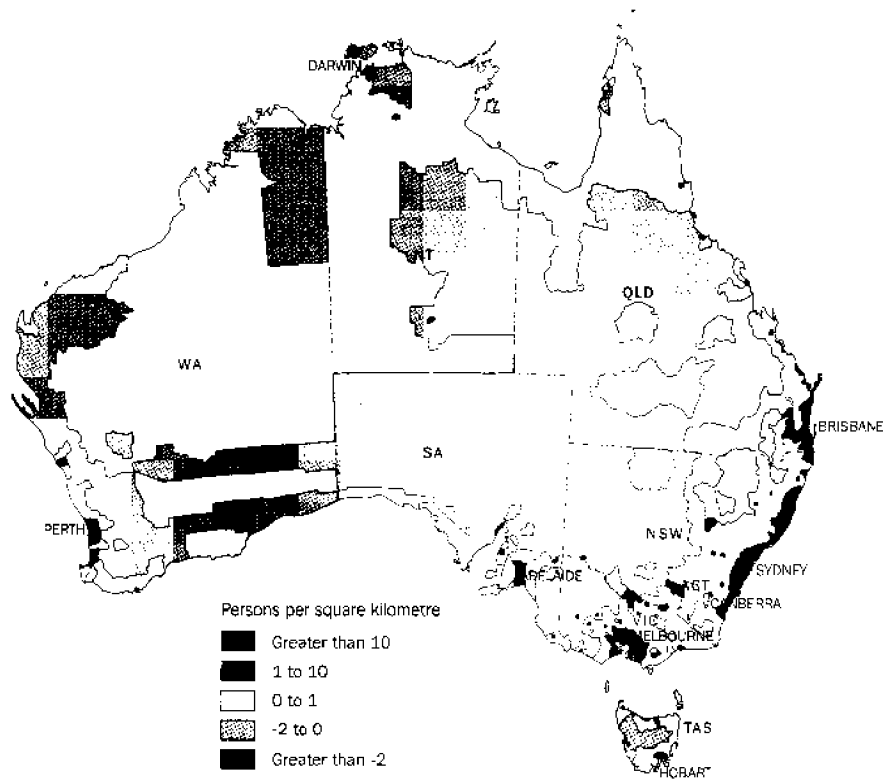 DARWIN
NT
QLD
WA
BRISBANE
SA
NSW
PERTH
SYDNEY
ADELAIDE
ACT
CANBERRA
VIC
MELBOURNE
Persons per square kilometre
Greater than 10
1 to 10
0 to 1
-2 to 0
Greater than -2
TAS
HOBART